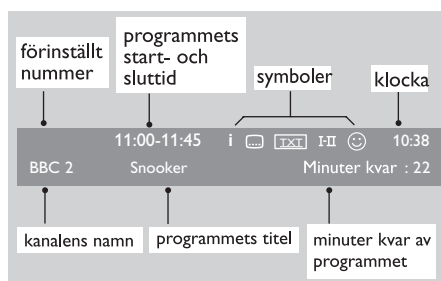 förinställt
nummer
programmets
start- och
sluttid
symboler
klocka
11:00-11:45 i .... TXT I-II 10:38
BBC 2 Snooker Minuter kvar : 22
kanalens namn
programmets titel
minuter kvar av
programmet